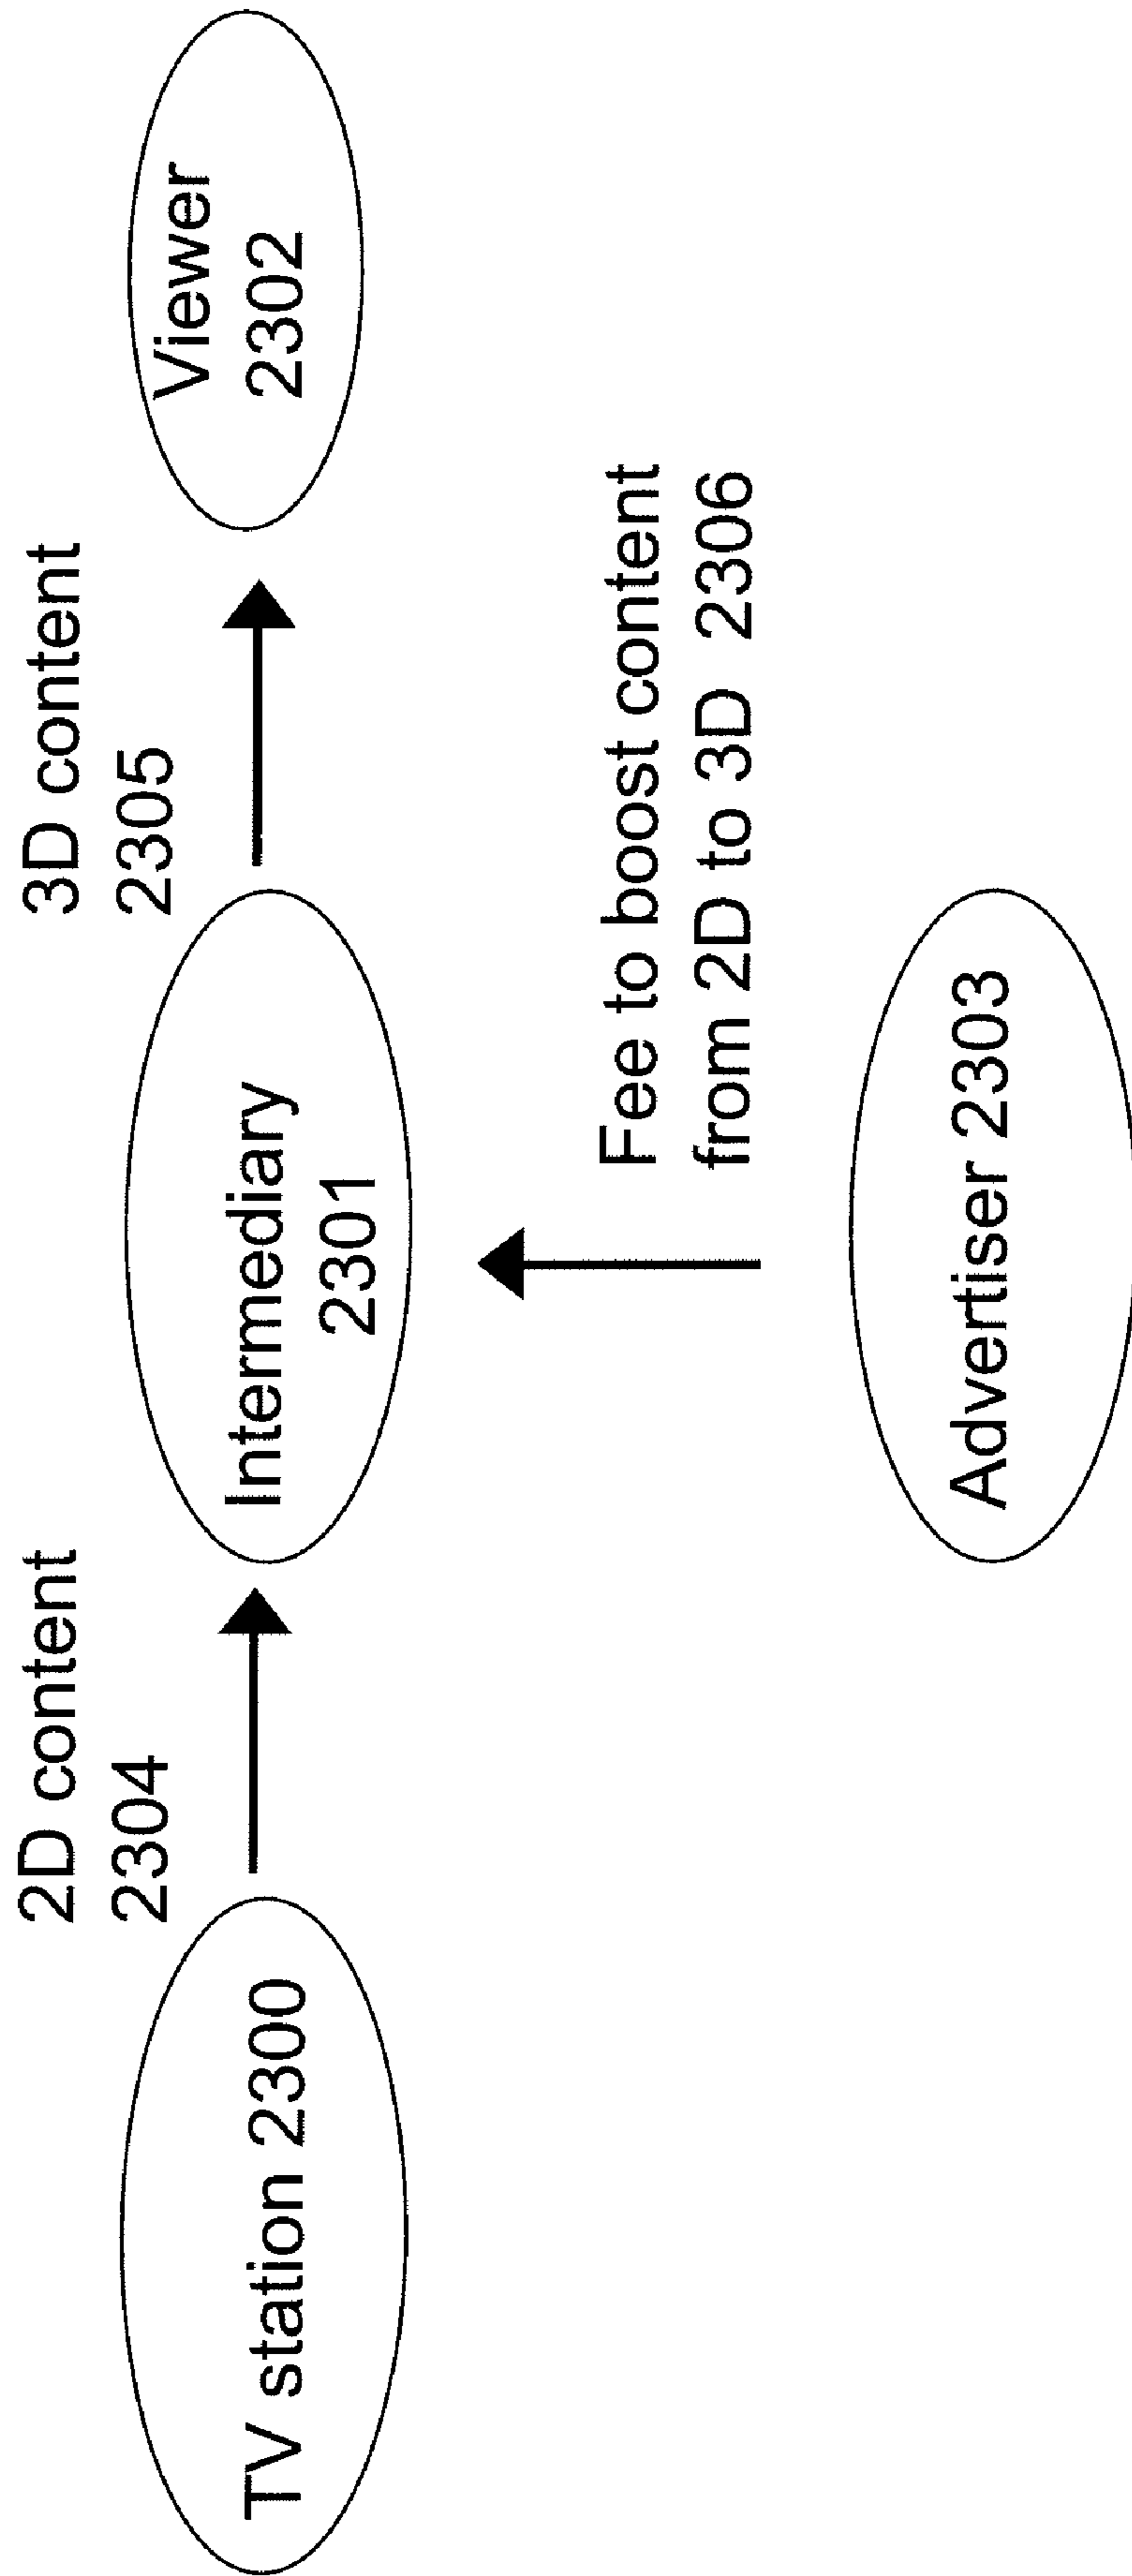 2D content
2304
3D content
2305
TV station 2300
Intermediary
2301
Viewer
2302
Fee to boost content
from 2D to 3D 2306
Advertiser 2303